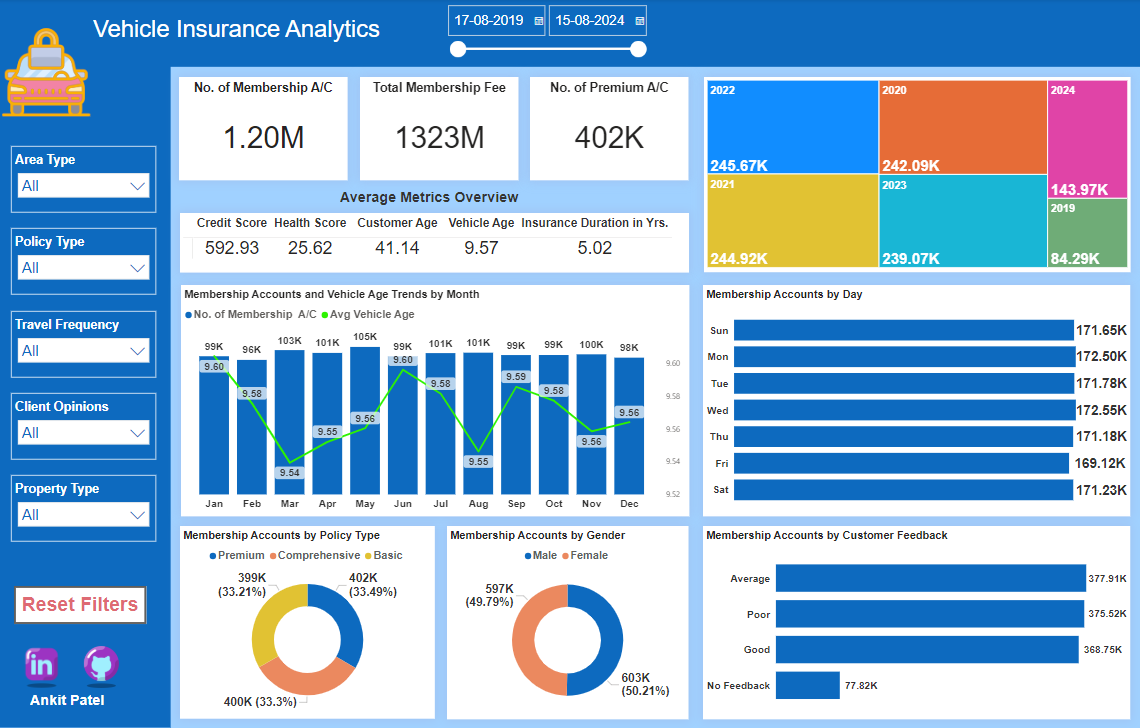 Vehicle Insurance Analytics
17-08-2019
15-08-2024
Area Type
All
Policy Type
All
Travel Frequency
All
Client Opinions
All
Property Type
All
Reset Filters
in
Ankit Patel
No. of Membership A/C
1.20M
Total Membership Fee
1323M
No. of Premium A/C
402K
Average Metrics Overview
Credit Score Health Score Customer Age Vehicle Age Insurance Duration in Yrs.
592.93 25.62 41.14 9.57 5.02
2022
245.67K
2020
242.09K
2024
143.97K
2021
244.92K
2023
239.07K
2019
84.29K
Membership Accounts and Vehicle Age Trends by Month
No. of Membership A/C Avg Vehicle Age
99K 96K 103K 101K 105K 99K 101K 101K 99K 99K 100K 98K
9.60 9.58 9.54 9.55 9.56 9.60 9.58 9.55 9.59 9.58 9.56 9.56
9.60
9.58
9.56
9.54
9.52
Jan Feb Mar Apr May Jun Jul Aug Sep Oct Nov Dec
Membership Accounts by Day
Sun 171.65K
Mon 172.50K
Tue 171.78K
Wed 172.55K
Thu 171.18K
Fri 169.12K
Sat 171.23K
Membership Accounts by Policy Type
Premium Comprehensive Basic
399K
(33.21%)
402K
(33.49%)
400K (33.3%)
Membership Accounts by Gender
Male Female
597K
(49.79%)
603K
(50.21%)
Membership Accounts by Customer Feedback
Average 377.91K
Poor 375.52K
Good 368.75K
No Feedback 77.82K